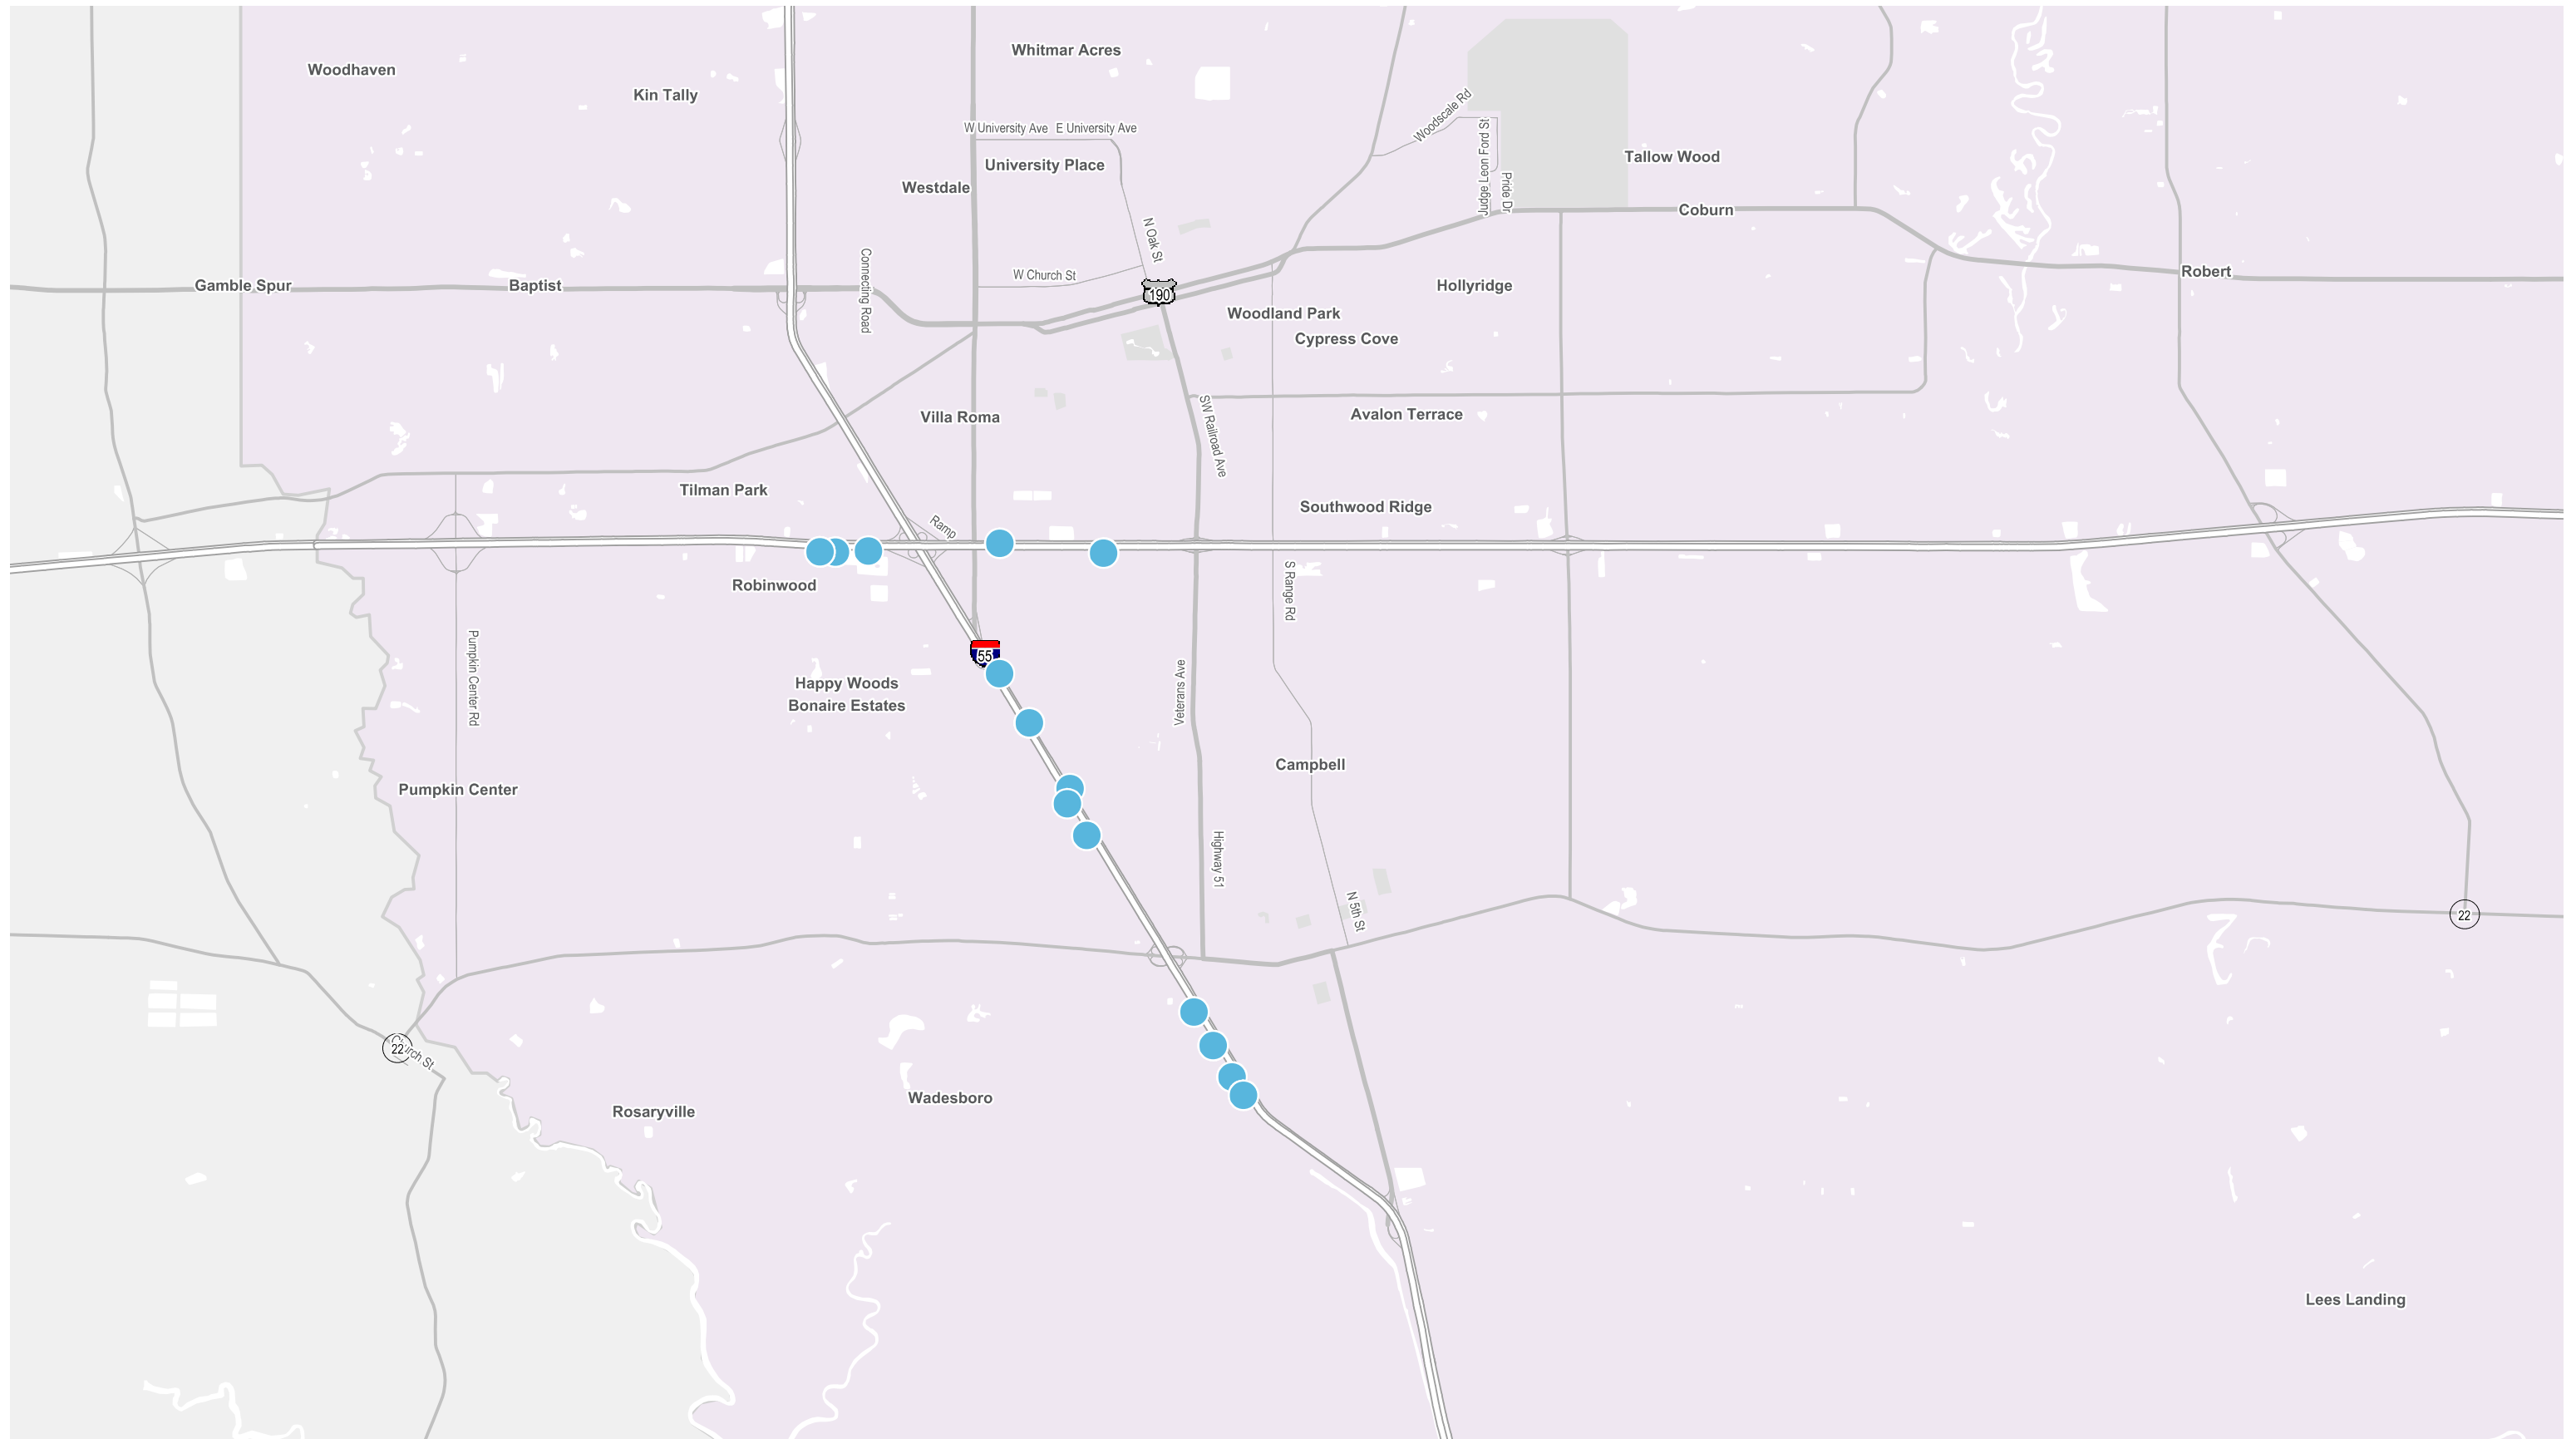 Whitmar Acres
Woodhaven
Kin Tally
Woodscale Rd
W University Ave
E University Ave
Judge Leon Ford St
Tallow Wood
University Place
Pride Dr
Westdale
Coburn
N Oak St
Connecting Road
W Church St
Gamble Spur
Baptist
190
Hollyridge
Robert
Woodland Park
Cypress Cove
Villa Roma
SW Railroad Ave
Avalon Terrace
Tilman Park
Southwood Ridge
Ramp
Robinwood
S Range Rd
55
Pumpkin Center Rd
Happy Woods
Bonaire Estates
Veterans Ave
Campbell
Pumpkin Center
Highway 51
N 5th St
22
22
Church St
Wadesboro
Rosaryville
Lees Landing